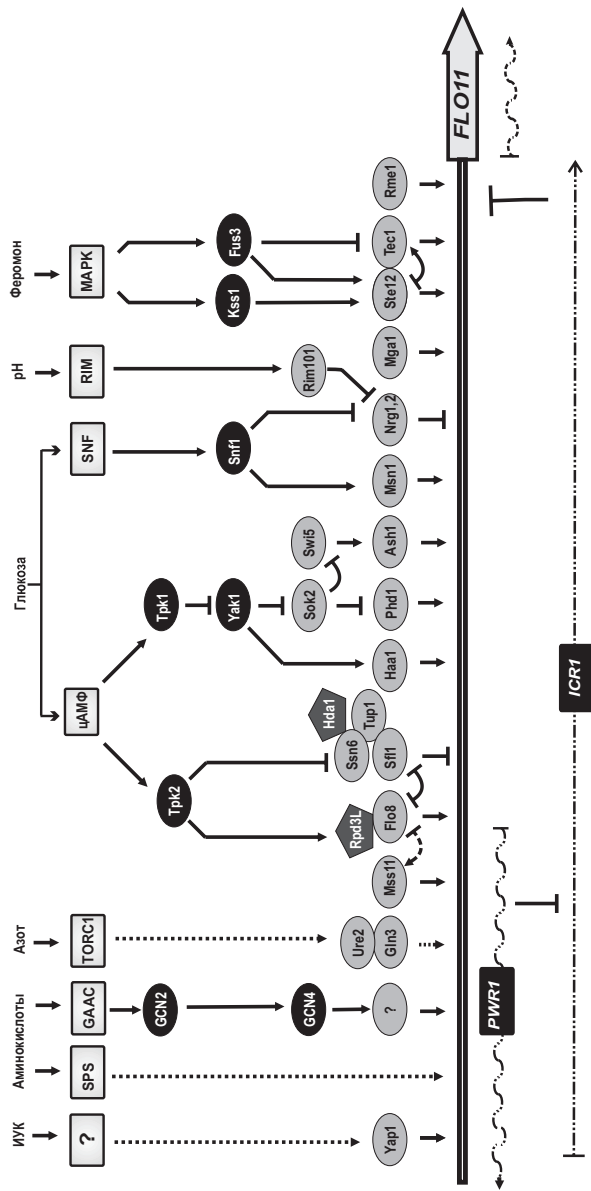 ИУК
Аминокислоты
Азот
Глюкоза
pH
Феромон
?
SPS
GAAC
TORC1
цАМФ
SNF
RIM
MAPK
GCN2
Tpk2
Tpk1
Yak1
Snf1
Kss1
Fus3
GCN4
Ure2
Rpd3L
Hda1
Ssn6
Tup1
Sok2
Swi5
Rim101
Yap1
?
Gln3
Mss11
Flo8
Sfl1
Haa1
Phd1
Ash1
Msn1
Nrg1,2
Mga1
Ste12
Tec1
Rme1
FLO11
PWR1
ICR1